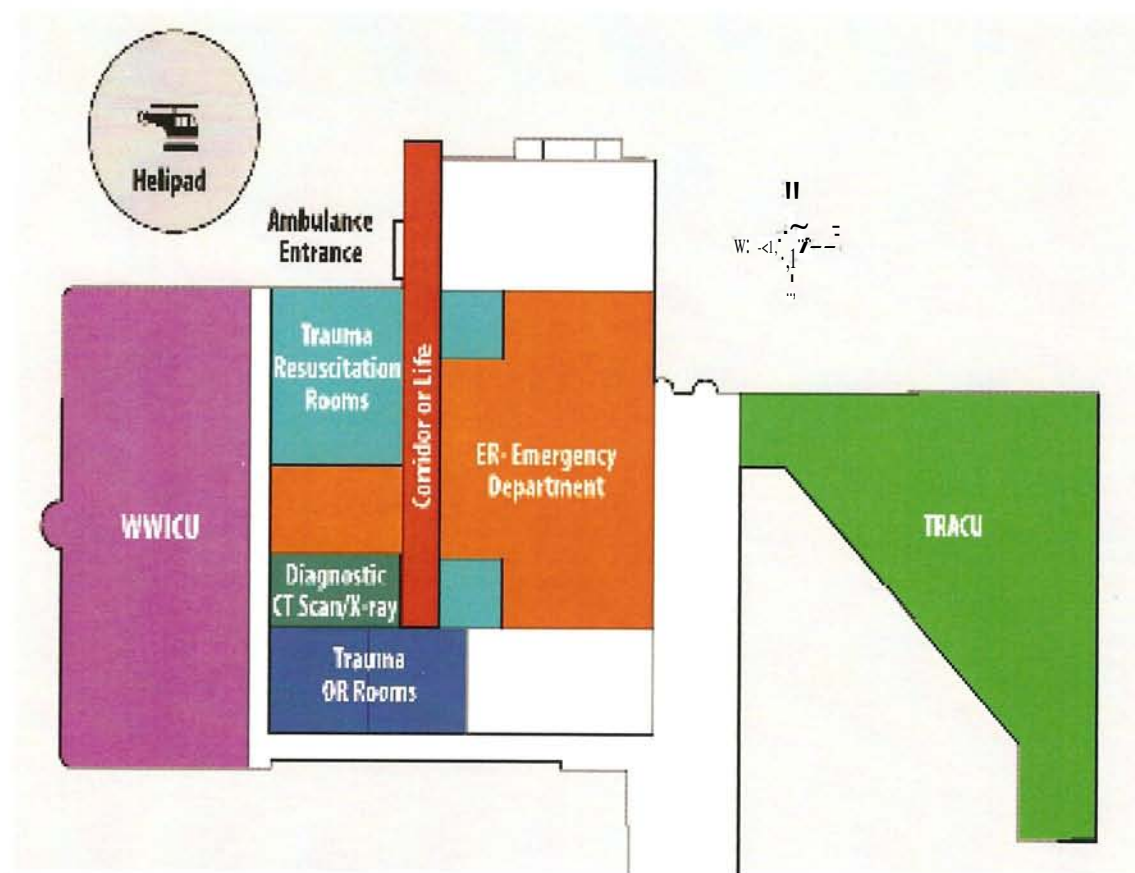 Helipad
Ambulance
Entrance
Trauma
Resuscitation
Rooms
Corridor or Life
ER- Emergency
Department
WWICU
TRACU
Diagnostic
CT Scan/X-ray
Trauma
OR Rooms